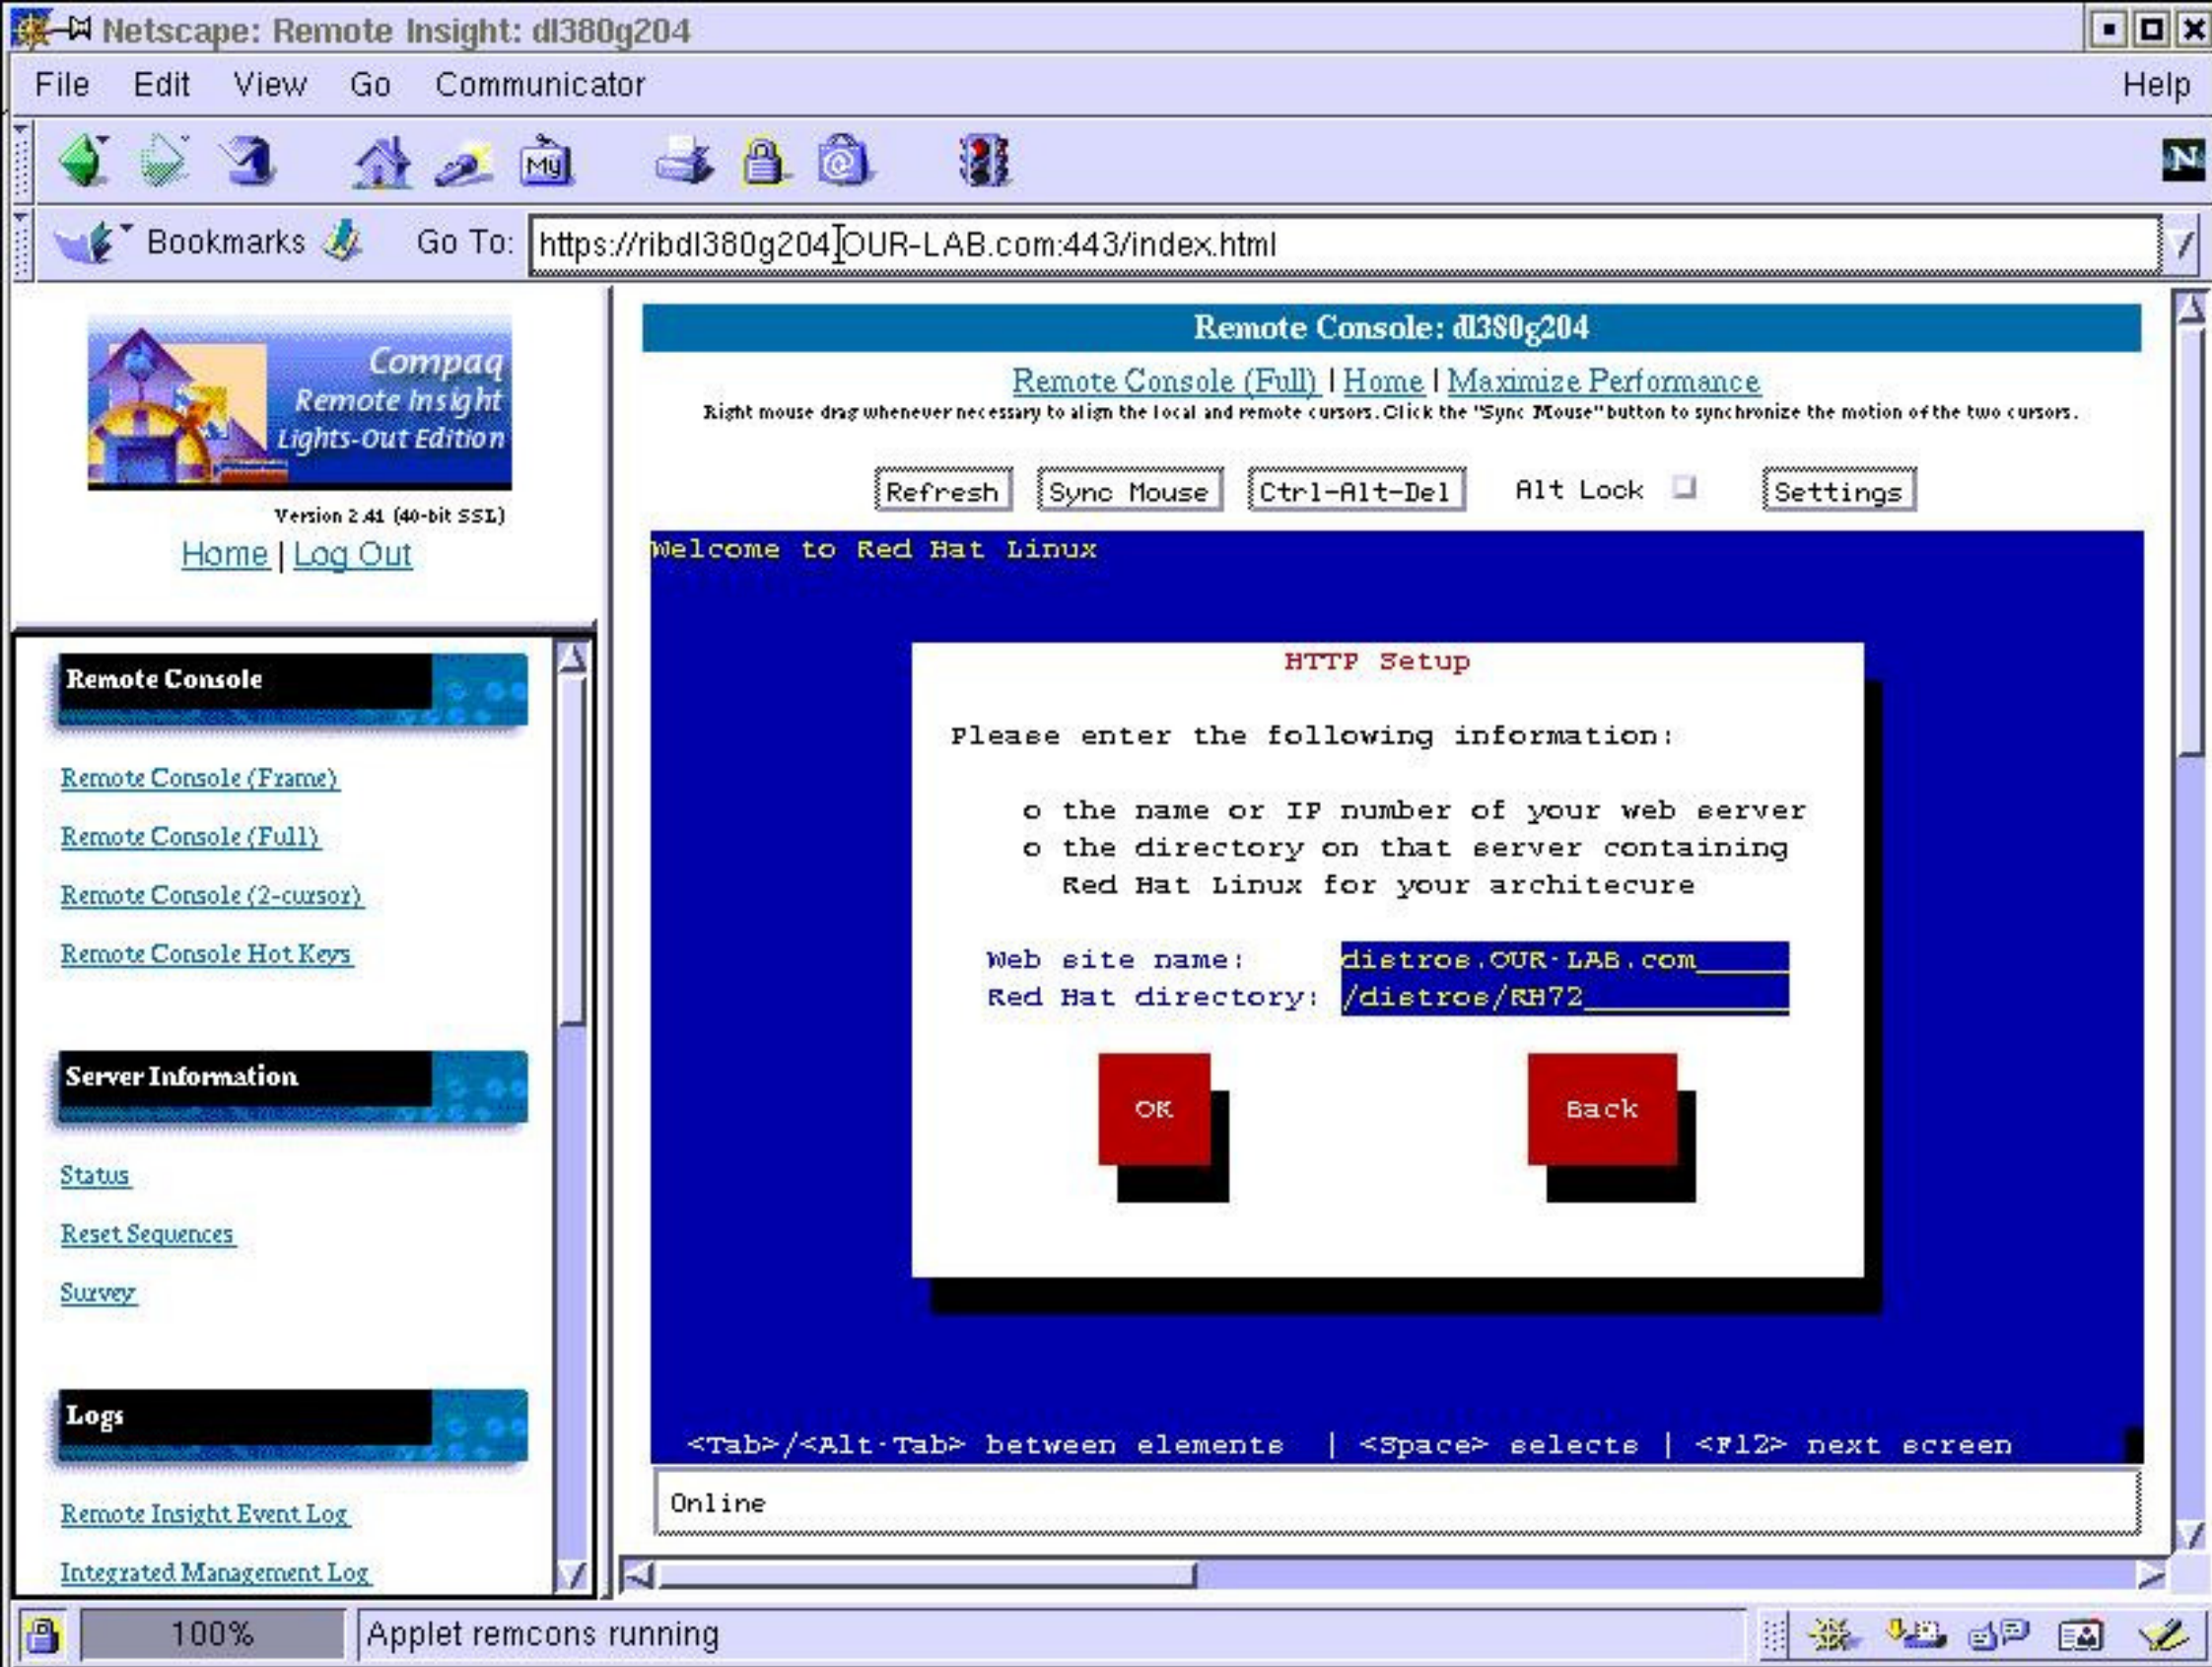 Netscape: Remote Insight: dl380g204
File Edit View Go Communicator Help
My
N
Bookmarks Go To: https://ribdl380g204.OUR-LAB.com:443/index.html
Compaq
Remote Insight
Lights-Out Edition
Version 2.41 (40-bit SSL)
Home | Log Out
Remote Console
Remote Console (Frame)
Remote Console (Full)
Remote Console (2-cursor)
Remote Console Hot Keys
Server Information
Status
Reset Sequences
Survey
Logs
Remote Insight Event Log
Integrated Management Log
Remote Console: dl380g204
Remote Console (Full) | Home | Maximize Performance
Right mouse drag whenever necessary to align the local and remote cursors. Click the "Sync Mouse" button to synchronize the motion of the two cursors.
Refresh Sync Mouse Ctrl-Alt-Del Alt Lock Settings
Welcome to Red Hat Linux
HTTP Setup
Please enter the following information:
o the name or IP number of your web server
o the directory on that server containing
Red Hat Linux for your architecure
Web site name: distros.OUR-LAB.com
Red Hat directory: /distros/RH72
OK Back
<Tab>/<Alt-Tab> between elements | <Space> selects | <F12> next screen
Online
100% Applet remcons running